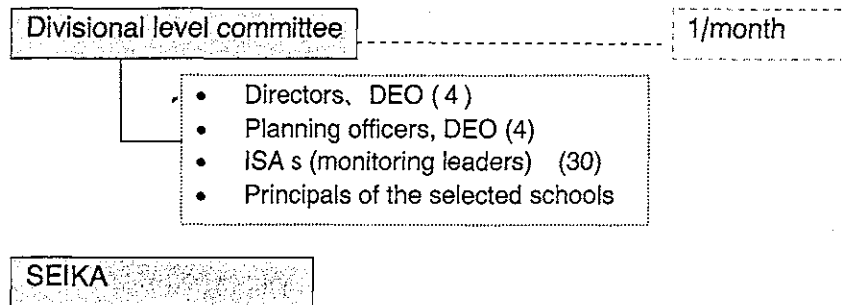 Divisional level committee 1/month
• Directors、DEO ( 4 )
• Planning officers, DEO (4)
• ISA s (monitoring leaders) (30)
• Principals of the selected schools
SEIKA